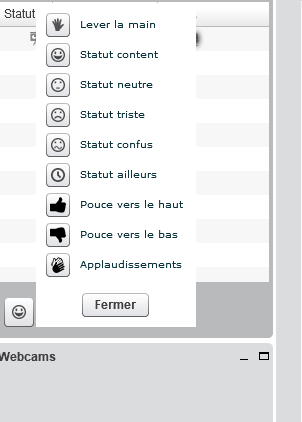 Statut
Lever la main
Statut content
Statut neutre
Statut triste
Statut confus
Statut ailleurs
Pouce vers le haut
Pouce vers le bas
Applaudissements
Fermer
Webcams